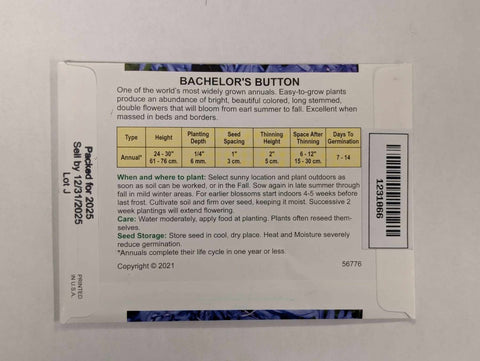 BACHELOR'S BUTTON
One of the world's most widely grown annuals. Easy-to-grow plants
produce an abundance of bright, beautiful colored, long stemmed,
double flowers that will bloom from earl summer to fall. Excellent when
massed in beds and borders.
Type Height Planting Depth Seed Spacing Thinning Height Space After Thinning Days To Germination
Annual* 24 - 30" 61 - 76 cm. 1/4" 6 mm. 1" 3 cm. 2" 5 cm. 6 - 12" 15 - 30 cm. 7 - 14
When and where to plant: Select sunny location and plant outdoors as
soon as soil can be worked, or in the Fall. Sow again in late summer through
fall in mild winter areas. For earlier blossoms start indoors 4-5 weeks before
last frost. Cultivate soil and firm over seed, keeping it moist. Successive 2
week plantings will extend flowering.
Care: Water moderately, apply food at planting. Plants often reseed them-
selves.
Seed Storage: Store seed in cool, dry place. Heat and Moisture severely
reduce germination.
*Annuals complete their life cycle in one year or less.
Copyright © 2021
56776
Packed for 2025
Sell by 12/31/2025
Lot J
PRINTED
IN U.S.A.
1231866